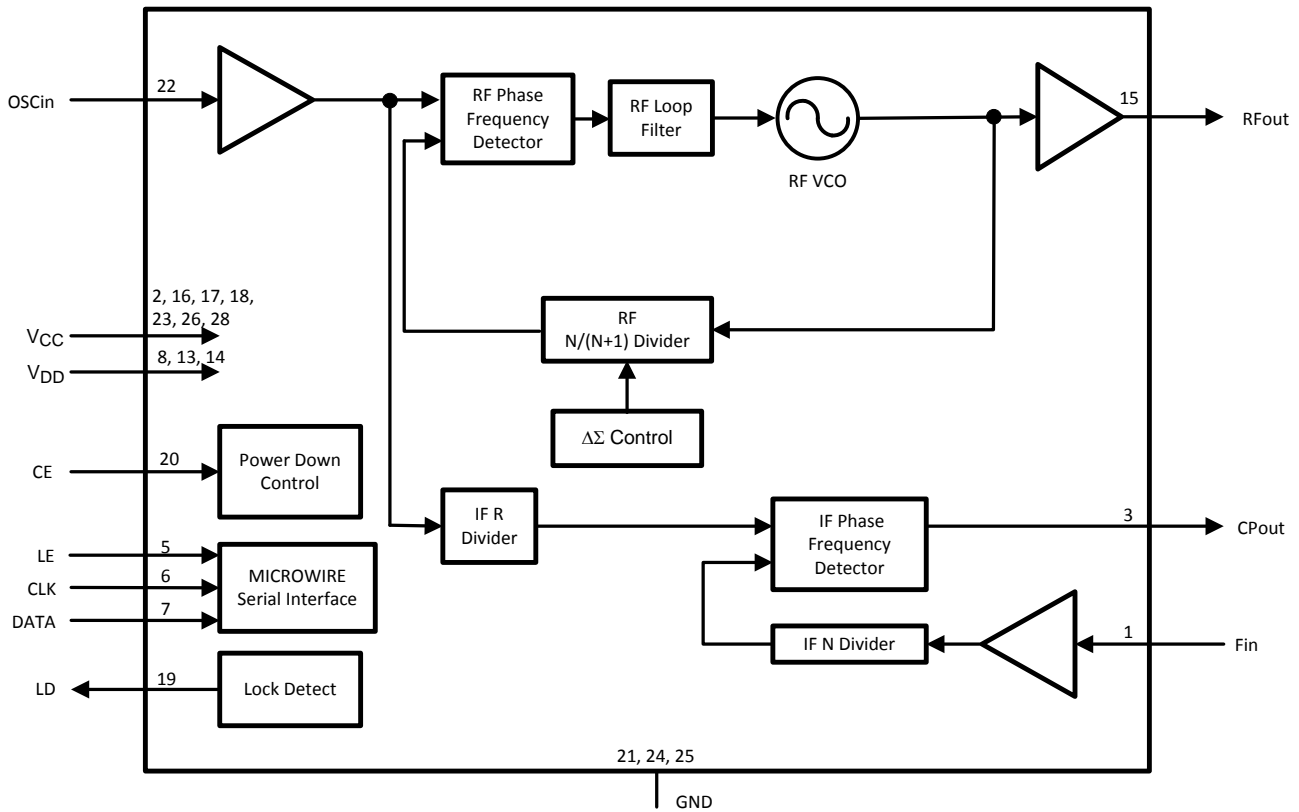 OSCin
22
RF Phase
Frequency
Detector
RF Loop
Filter
RF VCO
15
RFout
2, 16, 17, 18,
23, 26, 28
VCC
8, 13, 14
VDD
RF
N/(N+1) Divider
ΔΣ Control
CE
20
Power Down
Control
IF R
Divider
IF Phase
Frequency
Detector
3
CPout
LE
5
CLK
6
DATA
7
MICROWIRE
Serial Interface
IF N Divider
1
Fin
LD
19
Lock Detect
21, 24, 25
GND